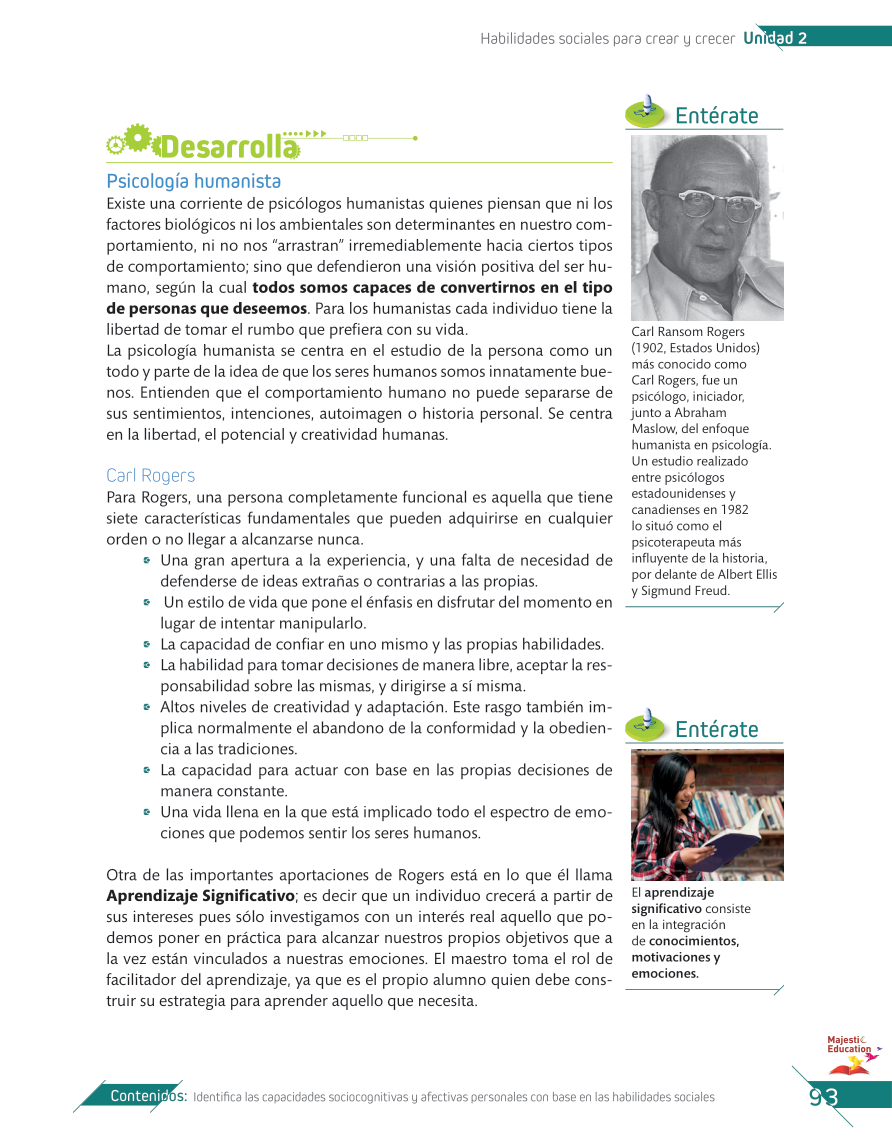 Habilidades sociales para crear y crecer Unidad 2
Desarrolla
Psicología humanista
Existe una corriente de psicólogos humanistas quienes piensan que ni los
factores biológicos ni los ambientales son determinantes en nuestro com-
portamiento, ni no nos “arrastran” irremediablemente hacia ciertos tipos
de comportamiento; sino que defendieron una visión positiva del ser hu-
mano, según la cual todos somos capaces de convertirnos en el tipo
de personas que deseemos. Para los humanistas cada individuo tiene la
libertad de tomar el rumbo que prefiera con su vida.
La psicología humanista se centra en el estudio de la persona como un
todo y parte de la idea de que los seres humanos somos innatamente bue-
nos. Entienden que el comportamiento humano no puede separarse de
sus sentimientos, intenciones, autoimagen o historia personal. Se centra
en la libertad, el potencial y creatividad humanas.
Carl Rogers
Para Rogers, una persona completamente funcional es aquella que tiene
siete características fundamentales que pueden adquirirse en cualquier
orden o no llegar a alcanzarse nunca.
Una gran apertura a la experiencia, y una falta de necesidad de
defenderse de ideas extrañas o contrarias a las propias.
Un estilo de vida que pone el énfasis en disfrutar del momento en
lugar de intentar manipularlo.
La capacidad de confiar en uno mismo y las propias habilidades.
La habilidad para tomar decisiones de manera libre, aceptar la res-
ponsabilidad sobre las mismas, y dirigirse a sí misma.
Altos niveles de creatividad y adaptación. Este rasgo también im-
plica normalmente el abandono de la conformidad y la obedien-
cia a las tradiciones.
La capacidad para actuar con base en las propias decisiones de
manera constante.
Una vida llena en la que está implicado todo el espectro de emo-
ciones que podemos sentir los seres humanos.
Otra de las importantes aportaciones de Rogers está en lo que él llama
Aprendizaje Significativo; es decir que un individuo crecerá a partir de
sus intereses pues sólo investigamos con un interés real aquello que po-
demos poner en práctica para alcanzar nuestros propios objetivos que a
la vez están vinculados a nuestras emociones. El maestro toma el rol de
facilitador del aprendizaje, ya que es el propio alumno quien debe cons-
truir su estrategia para aprender aquello que necesita.
Entérate
Carl Ransom Rogers
(1902, Estados Unidos)
más conocido como
Carl Rogers, fue un
psicólogo, iniciador,
junto a Abraham
Maslow, del enfoque
humanista en psicología.
Un estudio realizado
entre psicólogos
estadounidenses y
canadienses en 1982
lo situó como el
psicoterapeuta más
influyente de la historia,
por delante de Albert Ellis
y Sigmund Freud.
Entérate
El aprendizaje
significativo consiste
en la integración
de conocimientos,
motivaciones y
emociones.
Majestic
Education
Contenidos: Identifica las capacidades sociocognitivas y afectivas personales con base en las habilidades sociales
93